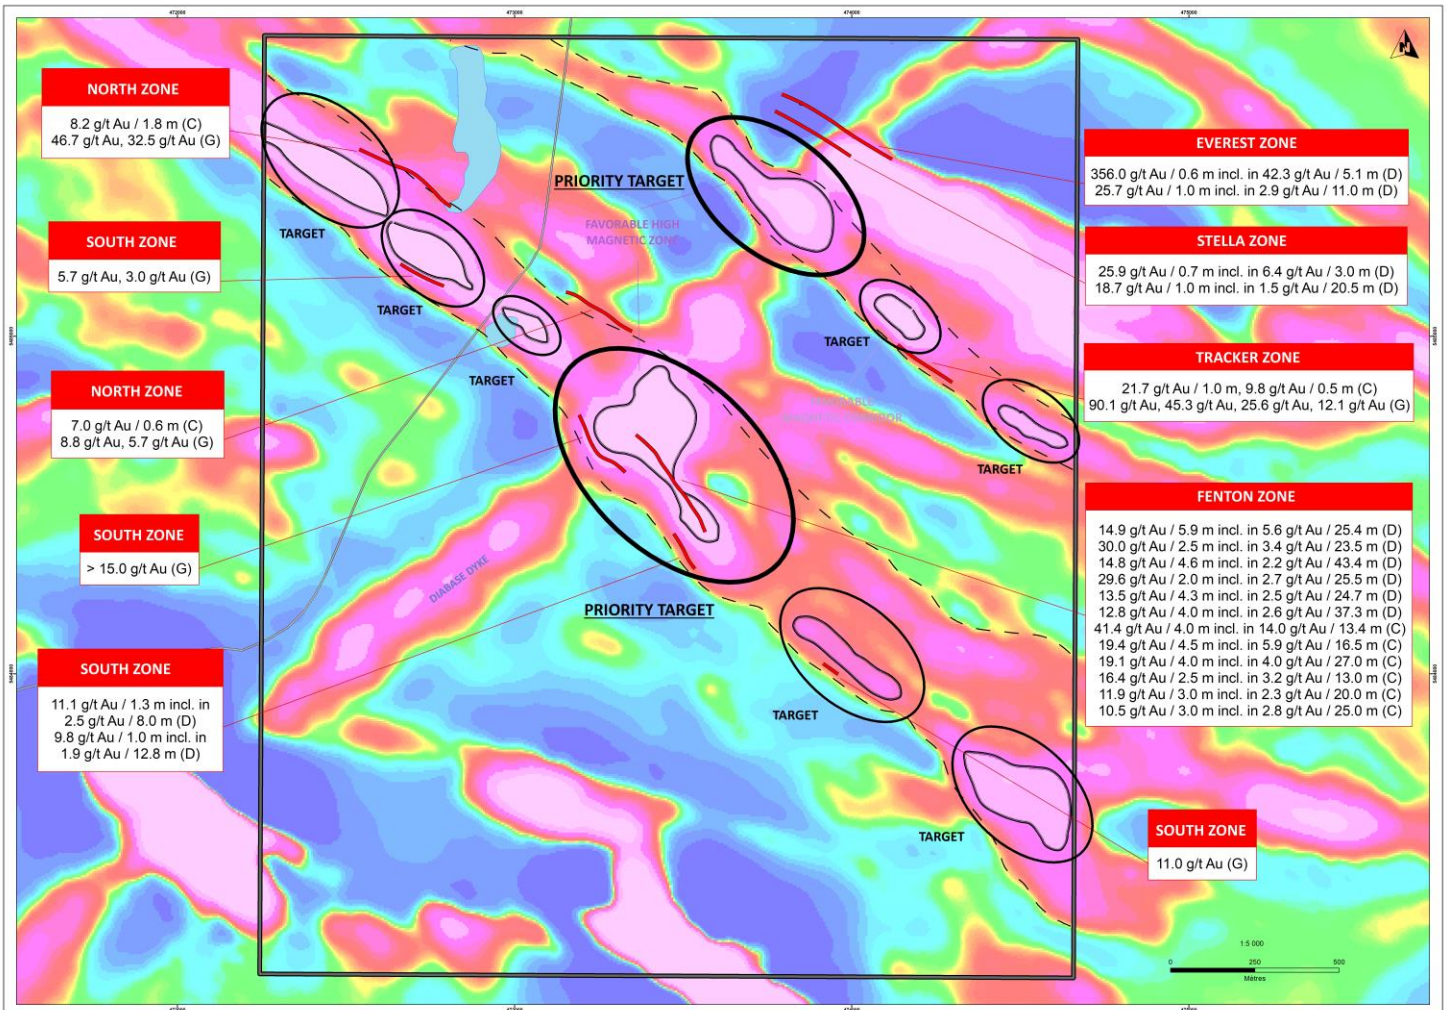 472000
473000
474000
475000
N
NORTH ZONE
8.2 g/t Au / 1.8 m (C)
46.7 g/t Au, 32.5 g/t Au (G)
SOUTH ZONE
5.7 g/t Au, 3.0 g/t Au (G)
NORTH ZONE
7.0 g/t Au / 0.6 m (C)
8.8 g/t Au, 5.7 g/t Au (G)
SOUTH ZONE
> 15.0 g/t Au (G)
SOUTH ZONE
11.1 g/t Au / 1.3 m incl. in
2.5 g/t Au / 8.0 m (D)
9.8 g/t Au / 1.0 m incl. in
1.9 g/t Au / 12.8 m (D)
TARGET
TARGET
TARGET
PRIORITY TARGET
FAVORABLE HIGH
MAGNETIC ZONE
TARGET
TARGET
DIABASE DYKE
PRIORITY TARGET
TARGET
TARGET
EVEREST ZONE
356.0 g/t Au / 0.6 m incl. in 42.3 g/t Au / 5.1 m (D)
25.7 g/t Au / 1.0 m incl. in 2.9 g/t Au / 11.0 m (D)
STELLA ZONE
25.9 g/t Au / 0.7 m incl. in 6.4 g/t Au / 3.0 m (D)
18.7 g/t Au / 1.0 m incl. in 1.5 g/t Au / 20.5 m (D)
TRACKER ZONE
21.7 g/t Au / 1.0 m, 9.8 g/t Au / 0.5 m (C)
90.1 g/t Au, 45.3 g/t Au, 25.6 g/t Au, 12.1 g/t Au (G)
FENTON ZONE
14.9 g/t Au / 5.9 m incl. in 5.6 g/t Au / 25.4 m (D)
30.0 g/t Au / 2.5 m incl. in 3.4 g/t Au / 23.5 m (D)
14.8 g/t Au / 4.6 m incl. in 2.2 g/t Au / 43.4 m (D)
29.6 g/t Au / 2.0 m incl. in 2.7 g/t Au / 25.5 m (D)
13.5 g/t Au / 4.3 m incl. in 2.5 g/t Au / 24.7 m (D)
12.8 g/t Au / 4.0 m incl. in 2.6 g/t Au / 37.3 m (D)
41.4 g/t Au / 4.0 m incl. in 14.0 g/t Au / 13.4 m (C)
19.4 g/t Au / 4.5 m incl. in 5.9 g/t Au / 16.5 m (C)
19.1 g/t Au / 4.0 m incl. in 4.0 g/t Au / 27.0 m (C)
16.4 g/t Au / 2.5 m incl. in 3.2 g/t Au / 13.0 m (C)
11.9 g/t Au / 3.0 m incl. in 2.3 g/t Au / 20.0 m (C)
10.5 g/t Au / 3.0 m incl. in 2.8 g/t Au / 25.0 m (C)
SOUTH ZONE
11.0 g/t Au (G)
1:5 000
0 250 500
Mètres